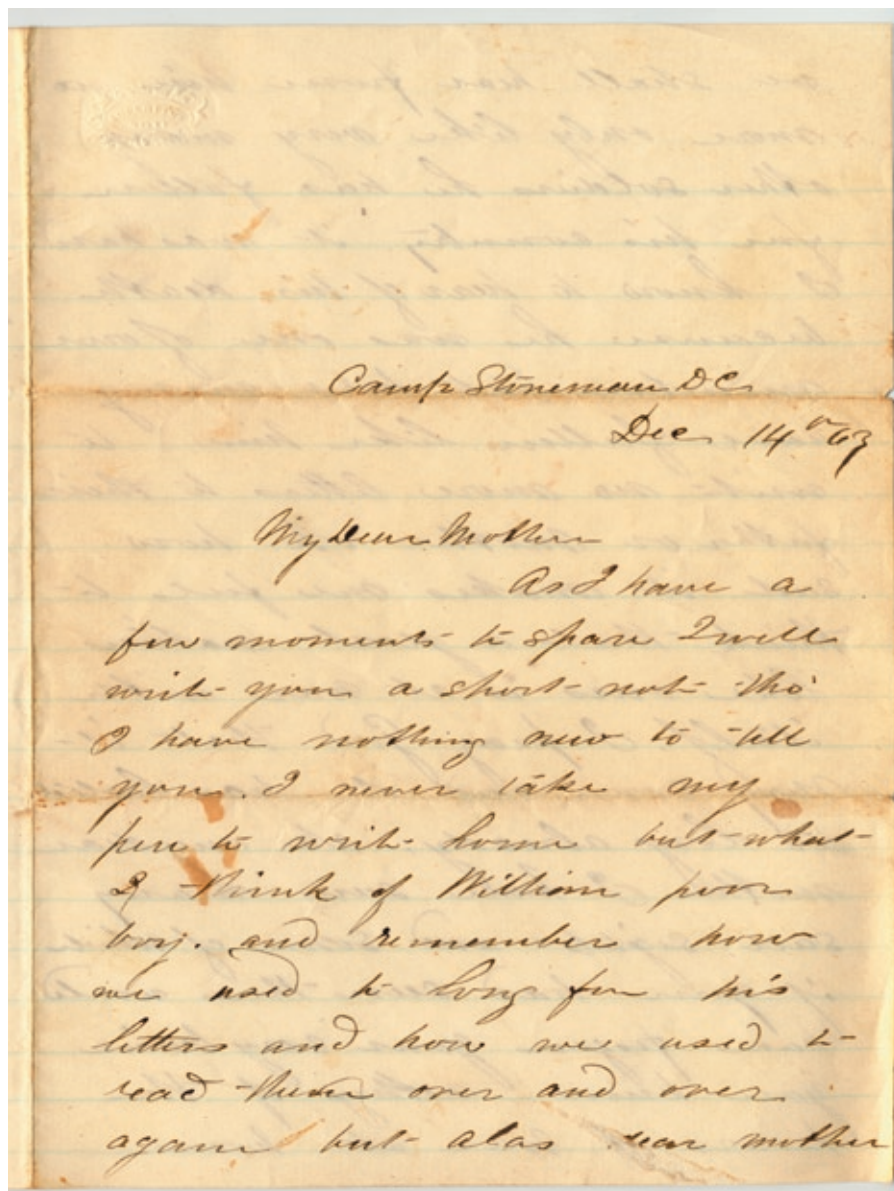 Camp Stoneman D C
Dec 14th 63
My Dear Mother
As I have a
few moments to spare I will
write you a short note tho'
I have nothing new to tell
you. I never take my
pen to write home but what
I think of William poor
boy. and remember how
we used to long for his
letters and how we used to
read them over and over
again but alas dear mother